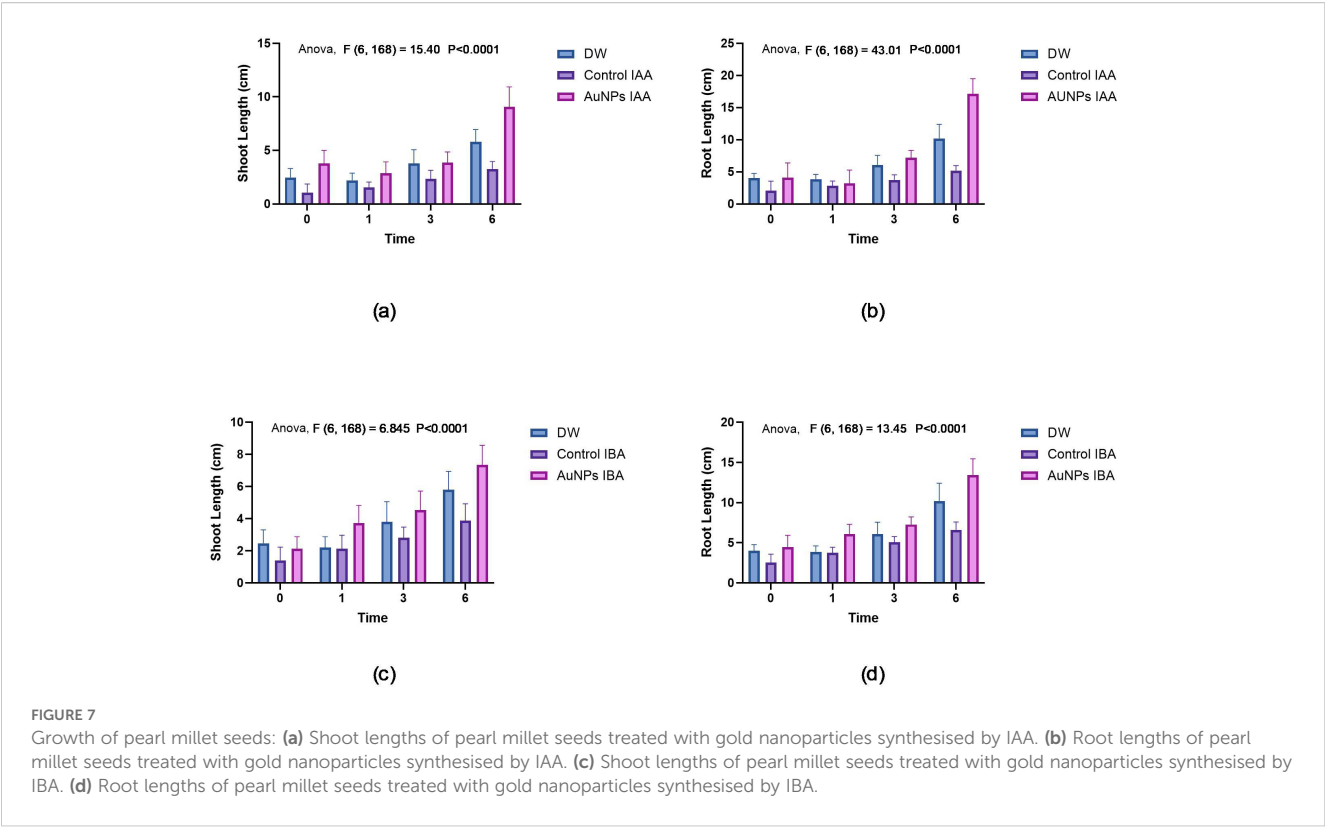 Anova, F (6, 168) = 15.40 P<0.0001
15
10
5
0
Shoot Length (cm)
0 1 3 6
Time
DW
Control IAA
AuNPs IAA
(a)
Anova, F (6, 168) = 43.01 P<0.0001
25
20
15
10
5
0
Root Length (cm)
0 1 3 6
Time
DW
Control IAA
AUNPs IAA
(b)
Anova, F (6, 168) = 6.845 P<0.0001
10
8
6
4
2
0
Shoot Length (cm)
0 1 3 6
Time
DW
Control IBA
AuNPs IBA
(c)
Anova, F (6, 168) = 13.45 P<0.0001
20
15
10
5
0
Root Length (cm)
0 1 3 6
Time
DW
Control IBA
AuNPs IBA
(d)
FIGURE 7
Growth of pearl millet seeds: (a) Shoot lengths of pearl millet seeds treated with gold nanoparticles synthesised by IAA. (b) Root lengths of pearl
millet seeds treated with gold nanoparticles synthesised by IAA. (c) Shoot lengths of pearl millet seeds treated with gold nanoparticles synthesised by
IBA. (d) Root lengths of pearl millet seeds treated with gold nanoparticles synthesised by IBA.